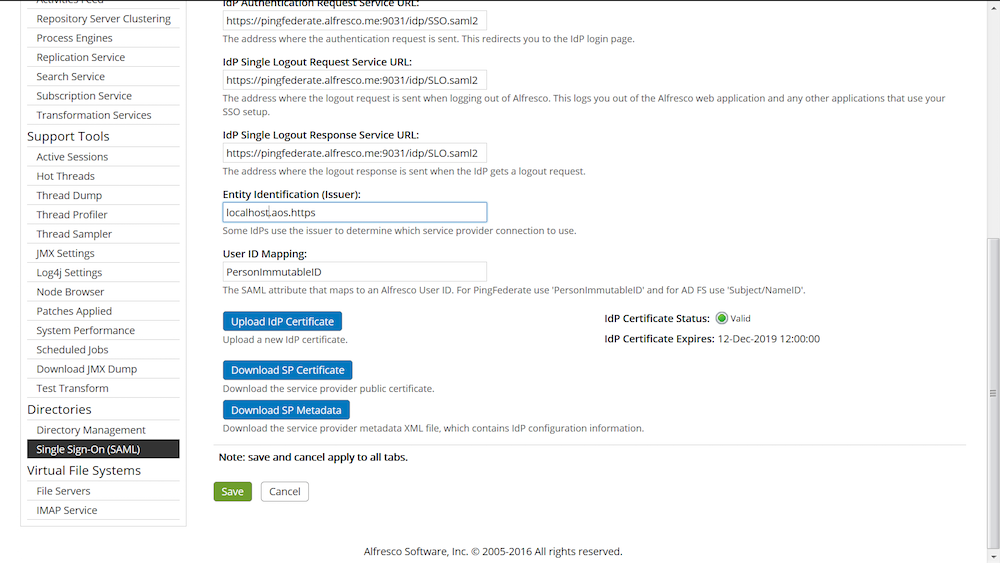 Activities Feed
Repository Server Clustering
Process Engines
Replication Service
Search Service
Subscription Service
Transformation Services
Support Tools
Active Sessions
Hot Threads
Thread Dump
Thread Profiler
Thread Sampler
JMX Settings
Log4j Settings
Node Browser
Patches Applied
System Performance
Scheduled Jobs
Download JMX Dump
Test Transform
Directories
Directory Management
Single Sign-On (SAML)
Virtual File Systems
File Servers
IMAP Service
IdP Authentication Request Service URL:
https://pingfederate.alfresco.me:9031/idp/SSO.saml2
The address where the authentication request is sent. This redirects you to the IdP login page.
IdP Single Logout Request Service URL:
https://pingfederate.alfresco.me:9031/idp/SLO.saml2
The address where the logout request is sent when logging out of Alfresco. This logs you out of the Alfresco web application and any other applications that use your
SSO setup.
IdP Single Logout Response Service URL:
https://pingfederate.alfresco.me:9031/idp/SLO.saml2
The address where the logout response is sent when the IdP gets a logout request.
Entity Identification (Issuer):
localhost.aos.https
Some IdPs use the issuer to determine which service provider connection to use.
User ID Mapping:
PersonImmutableID
The SAML attribute that maps to an Alfresco User ID. For PingFederate use 'PersonImmutableID' and for AD FS use 'Subject/NameID'.
Upload IdP Certificate
Upload a new IdP certificate.
IdP Certificate Status: Valid
IdP Certificate Expires: 12-Dec-2019 12:00:00
Download SP Certificate
Download the service provider public certificate.
Download SP Metadata
Download the service provider metadata XML file, which contains IdP configuration information.
Note: save and cancel apply to all tabs.
Save
Cancel
Alfresco Software, Inc. © 2005-2016 All rights reserved.